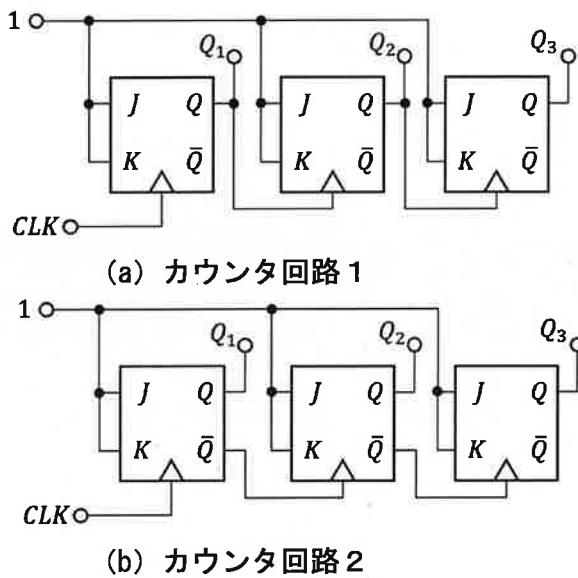 1
Q₁ Q₂ Q₃
J Q J Q J Q
K Q̄ K Q̄ K Q̄
CLK
(a) カウンタ回路1
1
Q₁ Q₂ Q₃
J Q J Q J Q
K Q̄ K Q̄ K Q̄
CLK
(b) カウンタ回路2